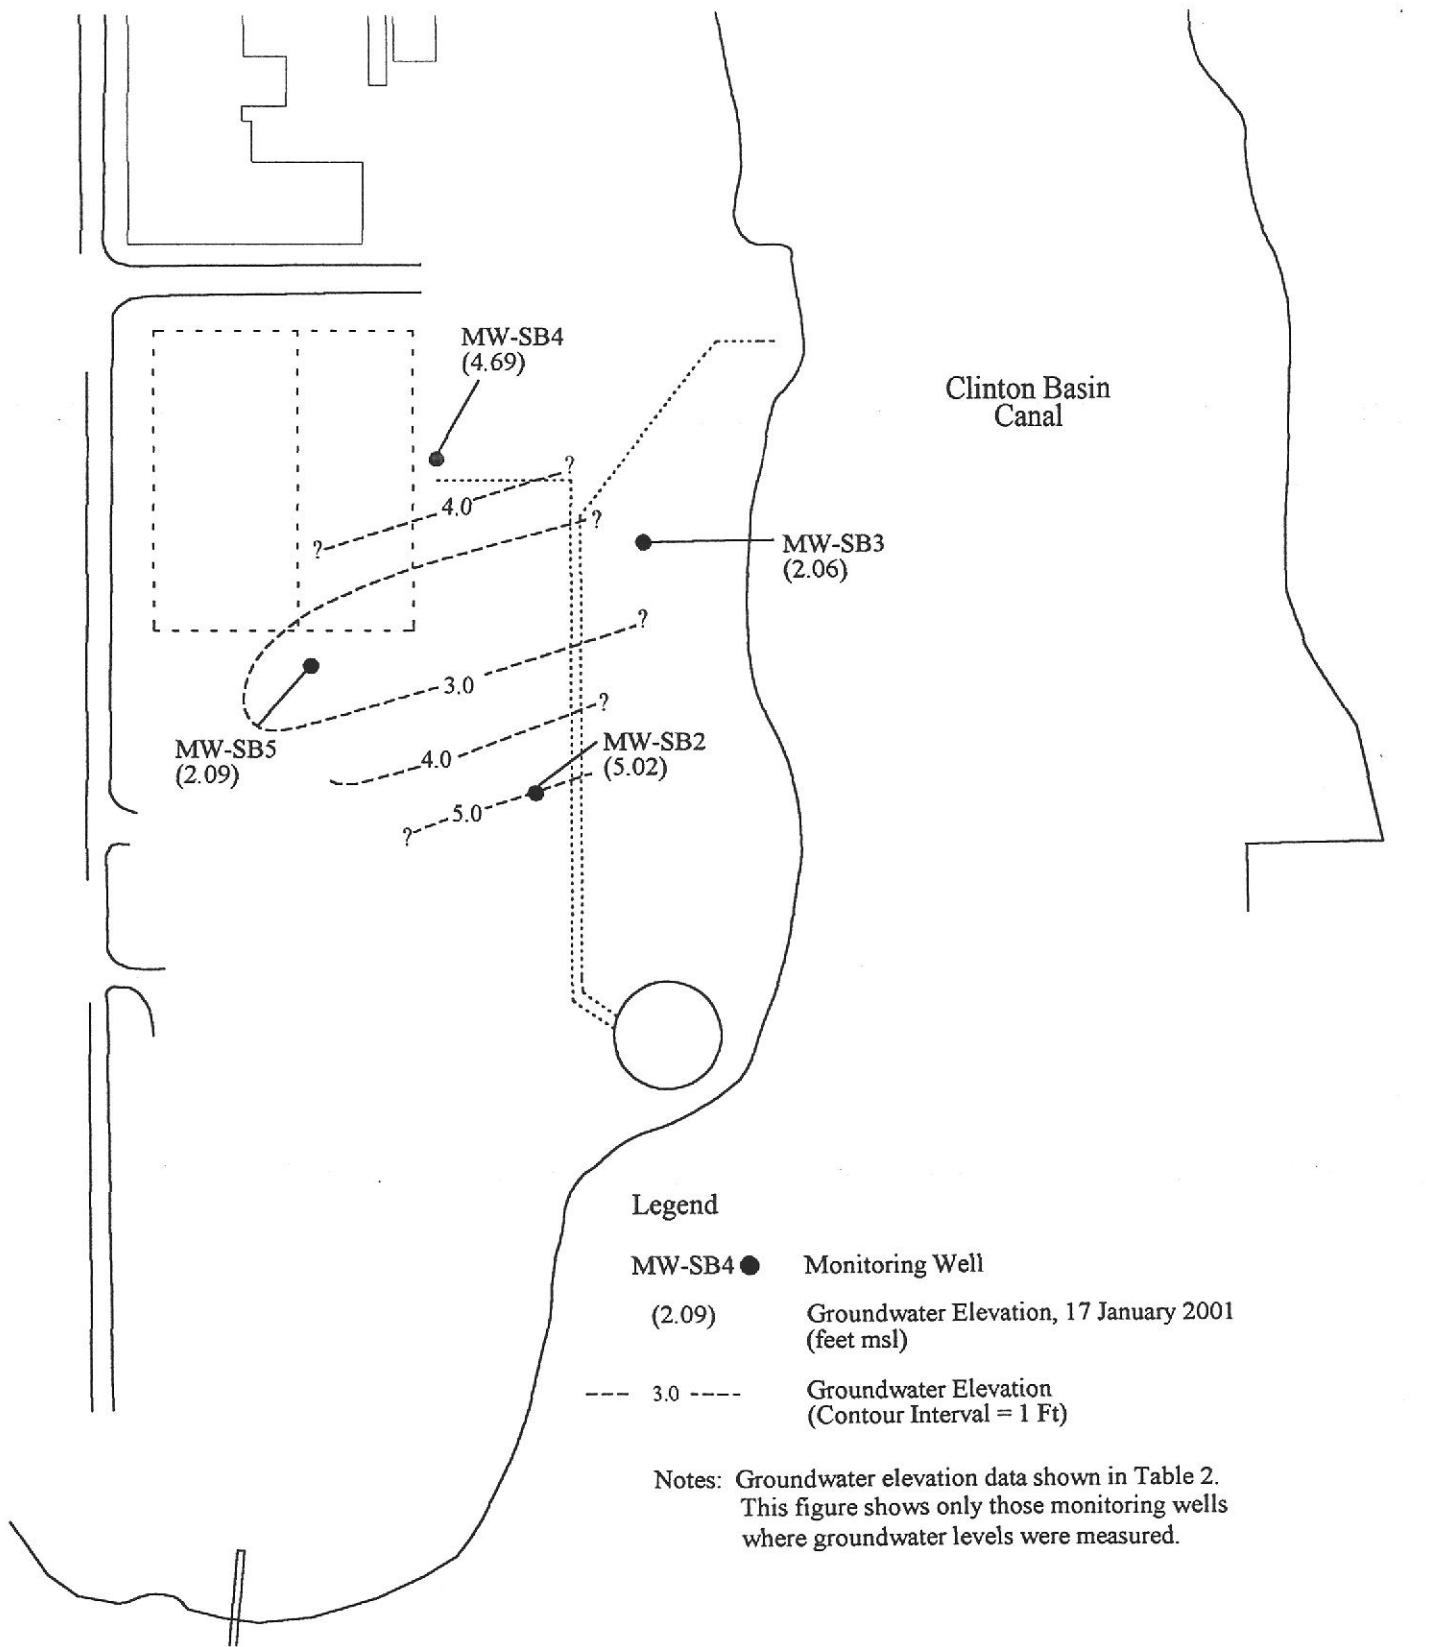 MW-SB4
(4.69)
Clinton Basin
Canal
?
4.0
?
?
MW-SB3
(2.06)
?
3.0
?
MW-SB5
(2.09)
4.0
MW-SB2
(5.02)
5.0
?
Legend
MW-SB4 Monitoring Well
(2.09) Groundwater Elevation, 17 January 2001
(feet msl)
3.0 Groundwater Elevation
(Contour Interval = 1 Ft)
Notes: Groundwater elevation data shown in Table 2.
This figure shows only those monitoring wells
where groundwater levels were measured.